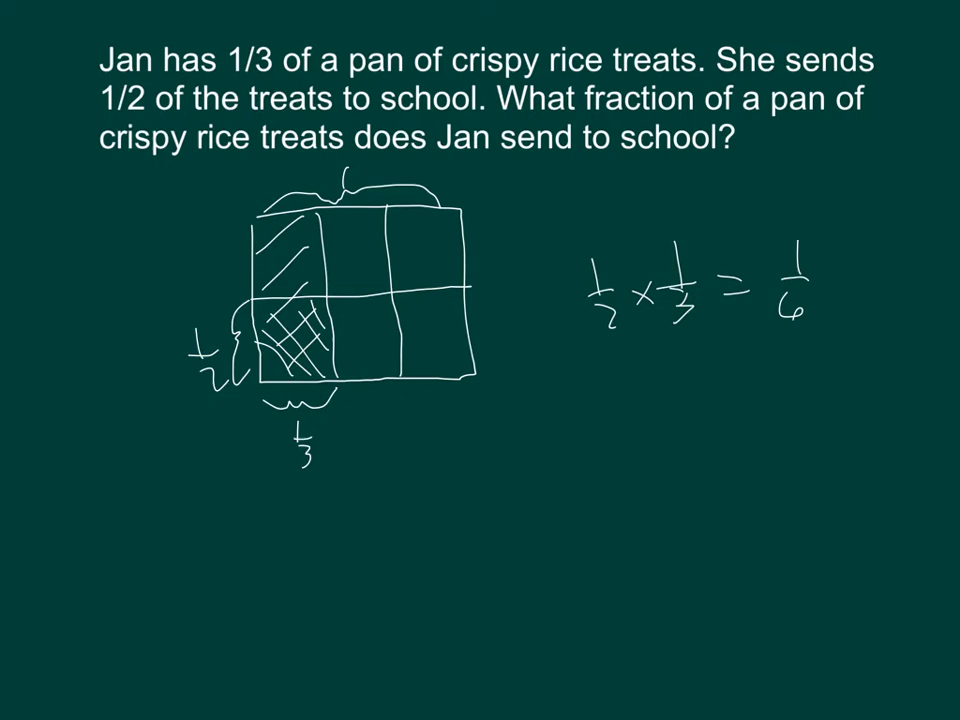 Jan has 1/3 of a pan of crispy rice treats. She sends
1/2 of the treats to school. What fraction of a pan of
crispy rice treats does Jan send to school?
1
1/2 × 1/3 = 1/6
1/2
1/3